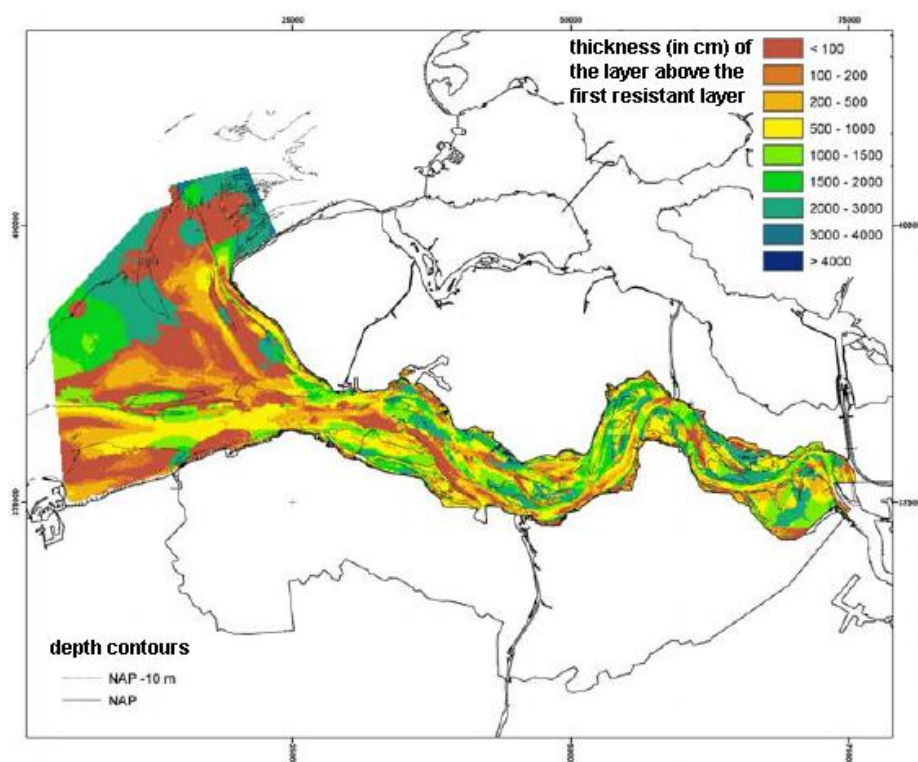 25000 50000 75000
thickness (in cm) of
the layer above the
first resistant layer
< 100
100 - 200
200 - 500
500 - 1000
1000 - 1500
1500 - 2000
2000 - 3000
3000 - 4000
> 4000
depth contours
NAP -10 m
NAP